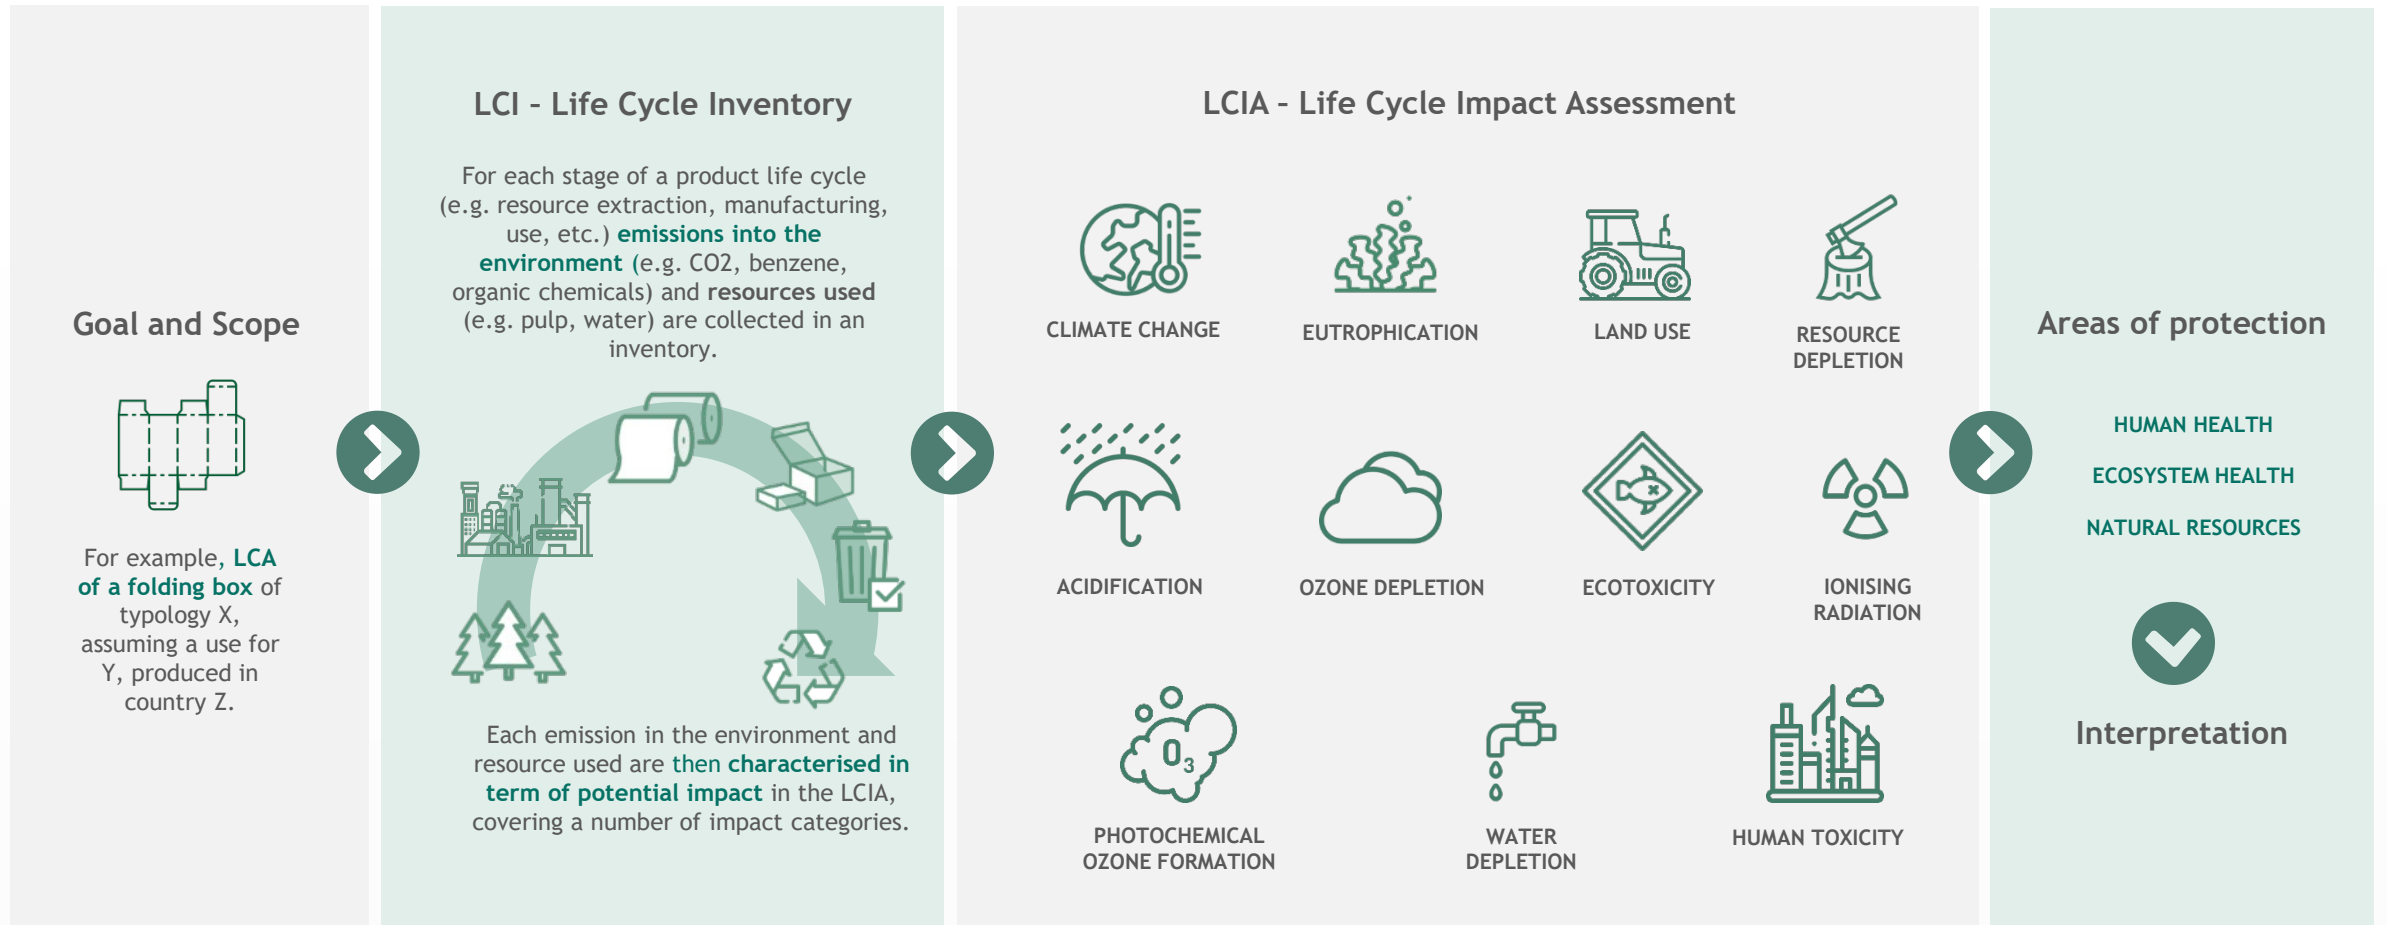 Goal and Scope
For example, LCA
of a folding box of
typology X,
assuming a use for
Y, produced in
country Z.
LCI – Life Cycle Inventory
For each stage of a product life cycle
(e.g. resource extraction, manufacturing,
use, etc.) emissions into the
environment (e.g. CO2, benzene,
organic chemicals) and resources used
(e.g. pulp, water) are collected in an
inventory.
Each emission in the environment and
resource used are then characterised in
term of potential impact in the LCIA,
covering a number of impact categories.
LCIA – Life Cycle Impact Assessment
CLIMATE CHANGE
EUTROPHICATION
LAND USE
RESOURCE
DEPLETION
ACIDIFICATION
OZONE DEPLETION
ECOTOXICITY
IONISING
RADIATION
O3
PHOTOCHEMICAL
OZONE FORMATION
WATER
DEPLETION
HUMAN TOXICITY
Areas of protection
HUMAN HEALTH
ECOSYSTEM HEALTH
NATURAL RESOURCES
Interpretation